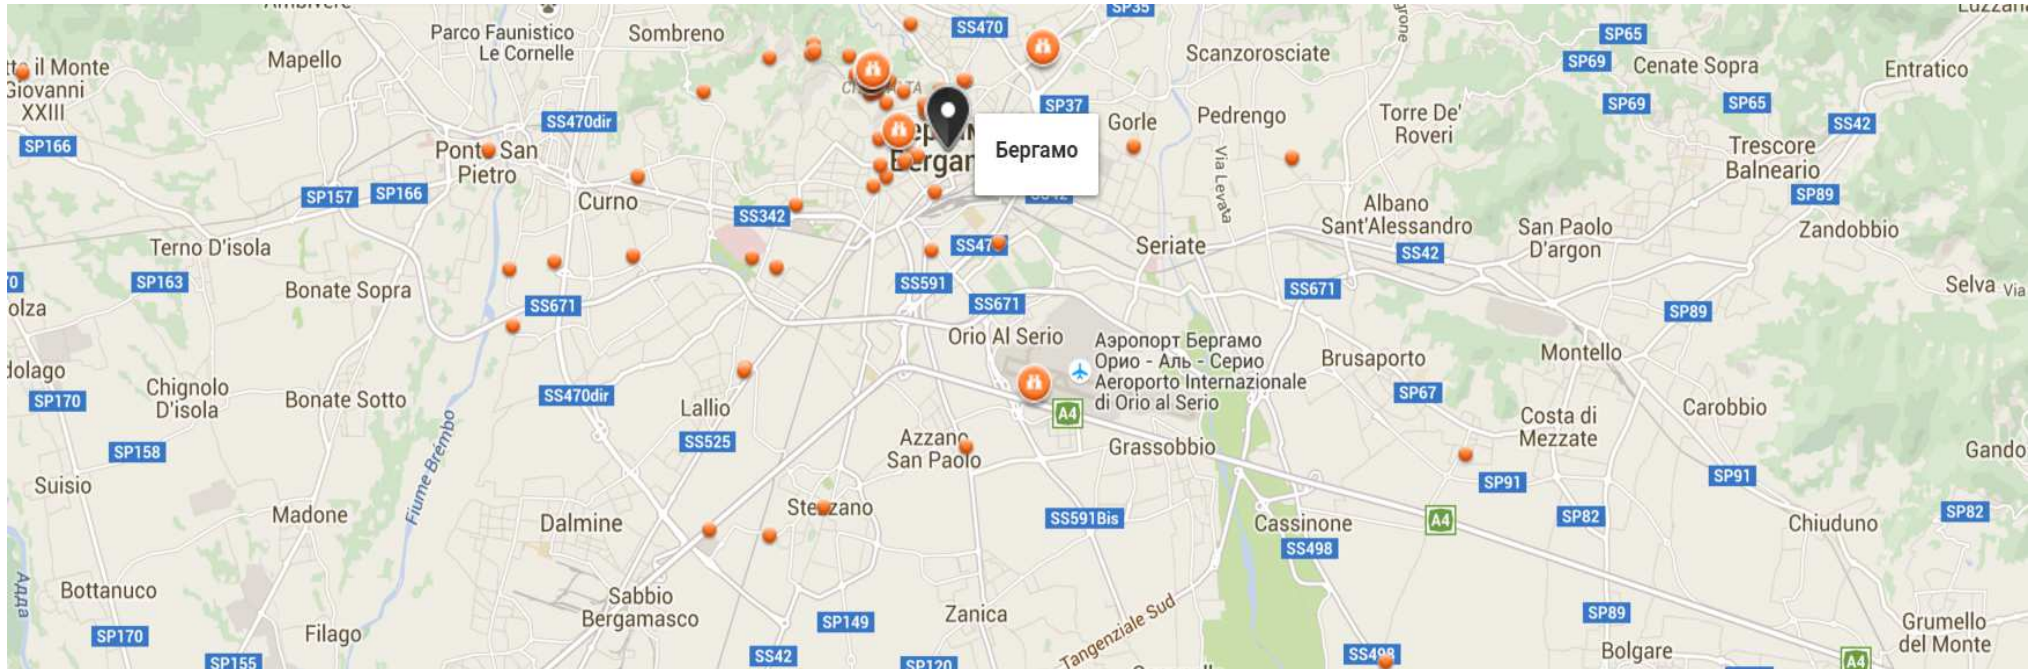 SP35
Parco Faunistico
Le Cornelle
Sombreno
SS470
Mapello
Scanzorosciate
SP65
SP69
Cenate Sopra
Entratico
il Monte
Giovanni
XXIII
SS470dir
SP37
Gorle
Pedrengo
Torre De'
Roveri
SP69
SP65
SS42
SP166
Ponte San
Pietro
Бергамо
Trescore
Balneario
SP157
SP166
Curno
SS342
Albano
Sant'Alessandro
SP89
Terno D'isola
Seriate
San Paolo
D'argon
Zandobbio
SS42
SP163
Bonate Sopra
SS591
SS671
SS671
Selva
Via
SS671
SP89
Orio Al Serio
Аэропорт Бергамо
Орио - Аль - Серио
Aeroporto Internazionale
di Orio al Serio
Brusaporto
Montello
Chignolo
D'isola
Bonate Sotto
SP170
SS470dir
Lallio
SS525
A4
SP67
Costa di
Mezzate
Carobbio
SP158
Fiume Brembo
Azzano
San Paolo
Grassobbio
Gando
Suisio
SP91
SP91
Madone
Dalmine
Stezzano
SS591Bis
Cassinone
A4
SP82
Chiuduno
SP82
SS498
Адда
Bottanuco
Sabbio
Bergamasco
Zanica
Tangenziale Sud
SP89
SP170
Filago
SP149
Grumello
del Monte
SP155
SS42
SP120
SS498
Bolgare
A4